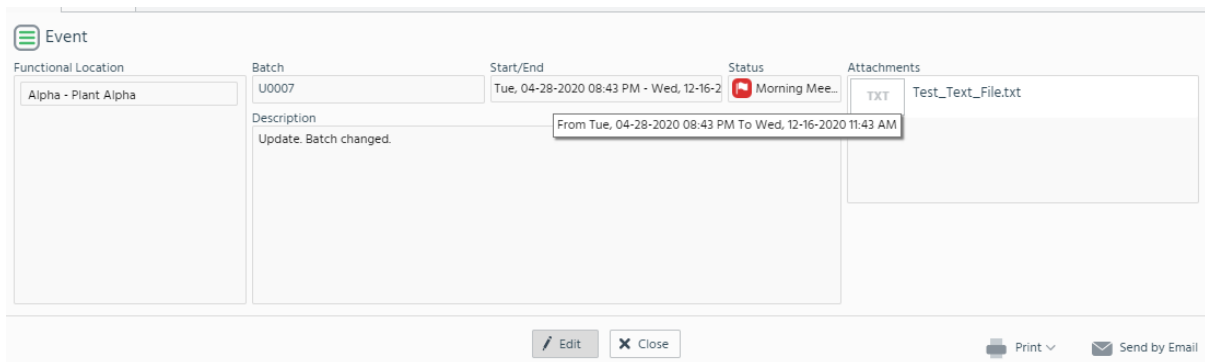 Event
Functional Location
Alpha - Plant Alpha
Batch
U0007
Start/End
Tue, 04-28-2020 08:43 PM - Wed, 12-16-2
Status
Morning Mee...
Attachments
TXT
Test_Text_File.txt
Description
Update. Batch changed.
From Tue, 04-28-2020 08:43 PM To Wed, 12-16-2020 11:43 AM
Edit
Close
Print
Send by Email